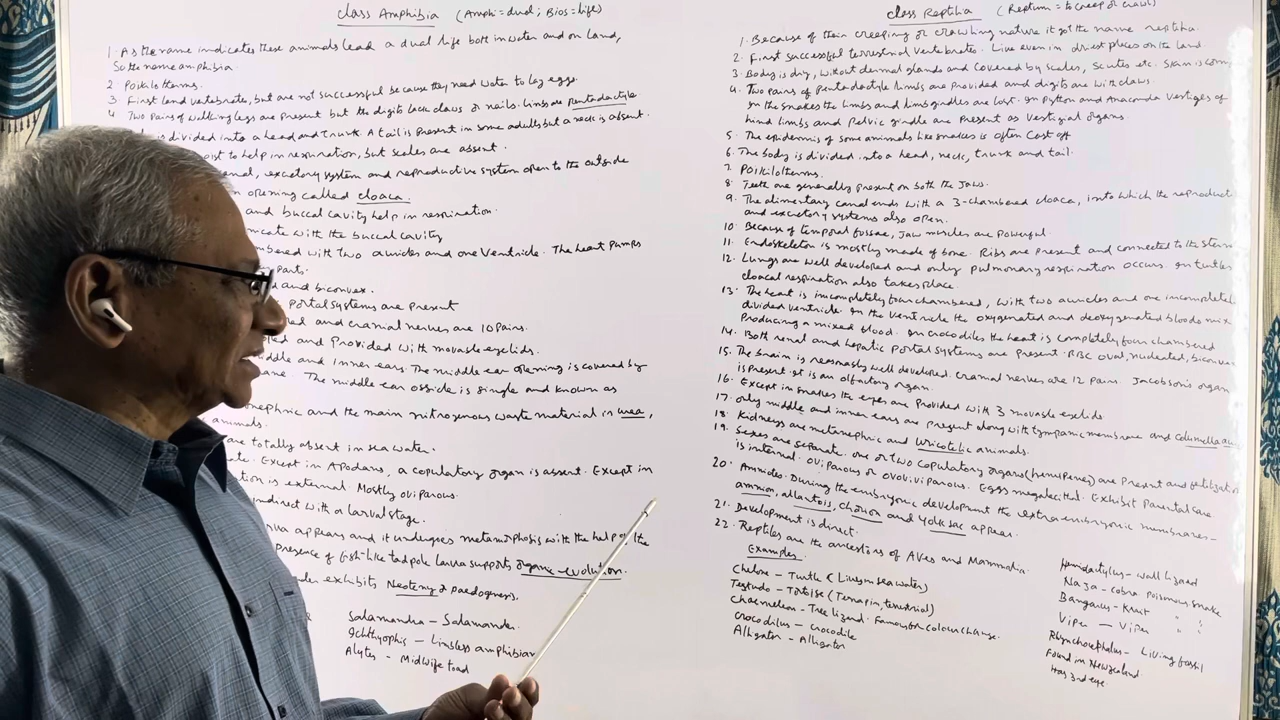 class Amphibia (Amphi = dual; Bios = life)
1. As the name indicates these animals lead a dual life both in water and on land,
So the name amphibia.
2 Poikilotherms.
3 First land vertebrate, but are not successful because they need water to lay eggs.
4 Two pairs of walking legs are present but the digits lack claws or nails. Limbs are pentadactyle
is divided into a head and trunk. A tail is present in some adults but a neck is absent.
moist to help in respiration, but scales are absent.
excretory system and reproductive system open to the outside
opening called cloaca.
and buccal cavity help in respiration.
with the buccal cavity
with two auricles and one ventricle. The heart pumps
parts.
and biconvex.
Portal systems are present
and cranial nerves are 10 pairs.
and provided with movable eyelids.
and inner ears. The middle ear opening is covered by
The middle ear ossicle is single and known as
and the main nitrogenous waste material is urea,
animals.
are totally absent in sea water.
Except in Apodans, a copulatory organ is absent. Except in
is external. Mostly oviparous.
indirect with a larval stage.
appears and it undergoes metamorphosis with the help of the
presence of fish-like tadpole larva supports organic-evolution.
exhibits Neoteny & paedogenesis.
Salamandra - Salamander.
Ichthyophis - Limbless amphibian
Alytes - Midwife toad
class Reptilia (Reptum = to creep or crawl)
1. Because of their creeping or crawling nature it got the name reptilia.
2. First successful terrestrial vertebrates. Live even in driest places on the land.
3. Body is dry, without dermal glands and covered by scales, scutes etc. Skin is
4. Two pairs of pentadactyle limbs are provided and digits are with claws.
In the snakes the limbs and limb girdles are lost. In python and Anaconda vestiges of
hind limbs and pelvic girdle are present as vestigial organs.
5. The epidermis of some animals like snakes is often cast off
6. The body is divided into a head, neck, trunk and tail.
7. Poikilotherms.
8. Teeth are generally present on both the jaws.
9. The alimentary canal ends with a 3-chambered cloaca, into which the
and excretory systems also open.
10. Because of temporal fossae, jaw muscles are powerful.
11. Endoskeleton is mostly made of bone. Ribs are present and connected to the
12. Lungs are well developed and only pulmonary respiration occurs. In turtles
cloacal respiration also takes place
13. The heart is incompletely four chambered, with two auricles and one
divided ventricle. In the ventricle the oxygenated and deoxygenated bloods mix
Producing a mixed blood. In crocodiles the heart is completely four chambered
14. Both renal and hepatic portal systems are present. RBC oval, nucleated,
15. The brain is reasonably well developed. Cranial nerves are 12 pairs. Jacobson's organ
is present. It is an olfactory organ.
16. Except in snakes the eyes are provided with 3 movable eyelids
17. only middle and inner ears are present along with tympanic membrane and columella
18. Kidneys are metanephric and Uricotelic animals.
19. Sexes are separate. one or two copulatory organs (hemipenes) are present and
is internal. Oviparous or ovoviviparous. Eggs megalecithal. Exhibit Parental care
20. Amniotes. During the embryonic development the extraembryonic membranes -
amnion, allantois, chorion and yolk sac appear.
21. Development is direct.
22. Reptiles are the ancestors of Aves and Mammalia.
Examples
Chelone - Turtle (Lives in sea water)
Testudo - Tortoise (Terrapin, terrestrial)
Chamaeleon - Tree lizard. Famous for colour change.
Crocodilus - crocodile
Alligator - Alligator
Hemidactylus - wall lizard
Naja - cobra Poisonous snake
Bangarus - Krait " "
Viper - Viper " "
Rhynchocephalus - Living fossil
Found in Newzealand
Has 3rd eye.